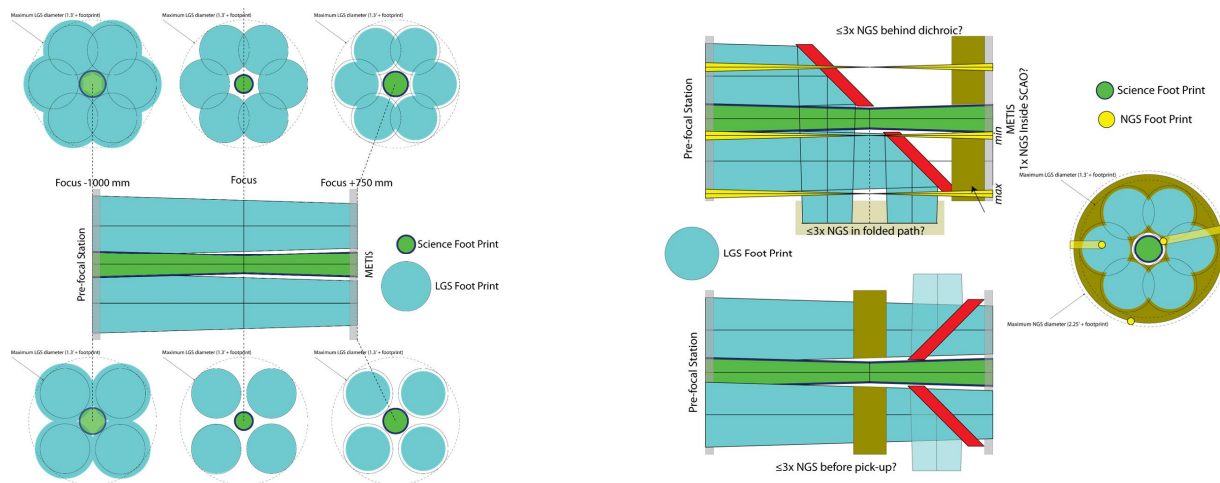 Maximum LGS diameter (1.3' + footprint)
Maximum LGS diameter (1.3' + footprint)
Maximum LGS diameter (1.3' + footprint)
Focus -1000 mm
Focus
Focus +750 mm
Pre-focal Station
METIS
Science Foot Print
LGS Foot Print
Maximum LGS diameter (1.3' + footprint)
Maximum LGS diameter (1.3' + footprint)
Maximum LGS diameter (1.3' + footprint)
≤3x NGS behind dichroic?
Pre-focal Station
min
max
METIS
1x NGS Inside SCAO?
Science Foot Print
NGS Foot Print
≤3x NGS in folded path?
LGS Foot Print
Maximum LGS diameter (1.3' + footprint)
Maximum NGS diameter (2.25' + footprint)
Pre-focal Station
≤3x NGS before pick-up?